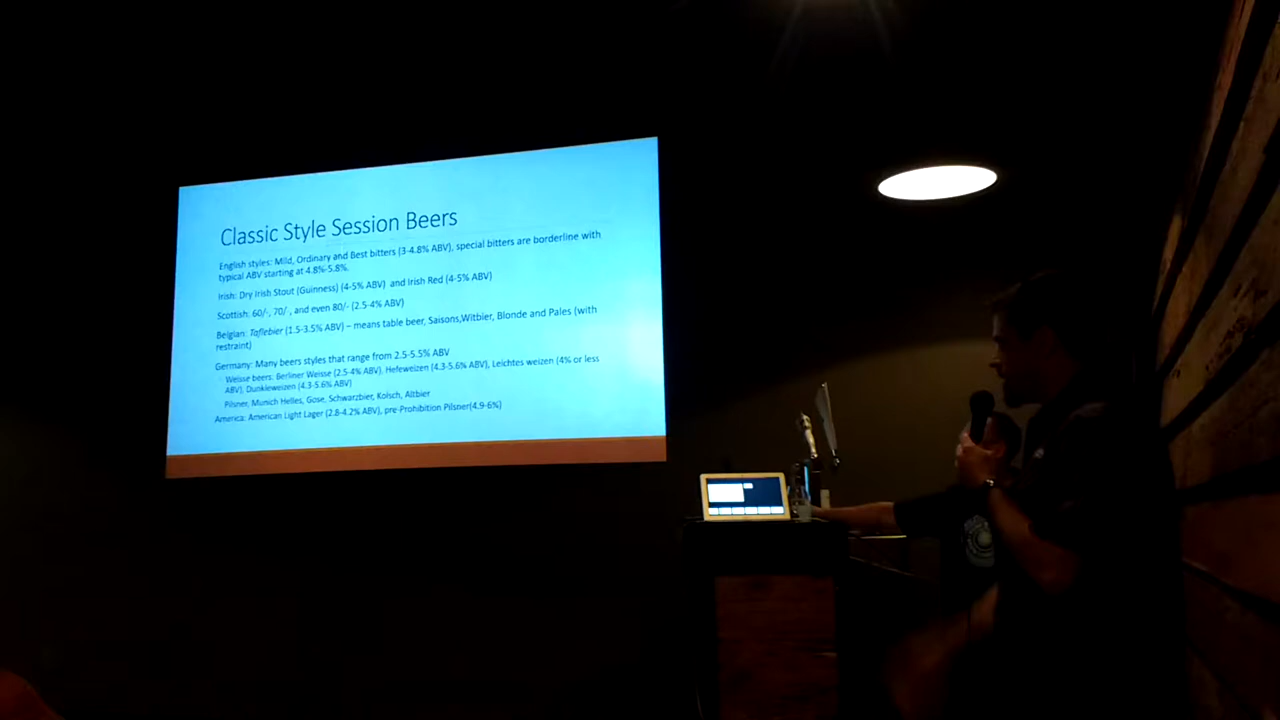 Classic Style Session Beers
English styles: Mild, Ordinary and Best bitters (3-4.8% ABV), special bitters are borderline with
typical ABV starting at 4.8%-5.8%.
Irish: Dry Irish Stout (Guinness) (4-5% ABV) and Irish Red (4-5% ABV)
Scottish: 60/-, 70/- , and even 80/- (2.5-4% ABV)
Belgian: Taflebier (1.5-3.5% ABV) – means table beer, Saisons,Witbier, Blonde and Pales (with
restraint)
Germany: Many beers styles that range from 2.5-5.5% ABV
Weisse beers: Berliner Weisse (2.5-4% ABV), Hefeweizen (4.3-5.6% ABV), Leichtes weizen (4% or less
ABV), Dunkleweizen (4.3-5.6% ABV)
Pilsner, Munich Helles, Gose, Schwarzbier, Kolsch, Altbier
America: American Light Lager (2.8-4.2% ABV), pre-Prohibition Pilsner(4.9-6%)